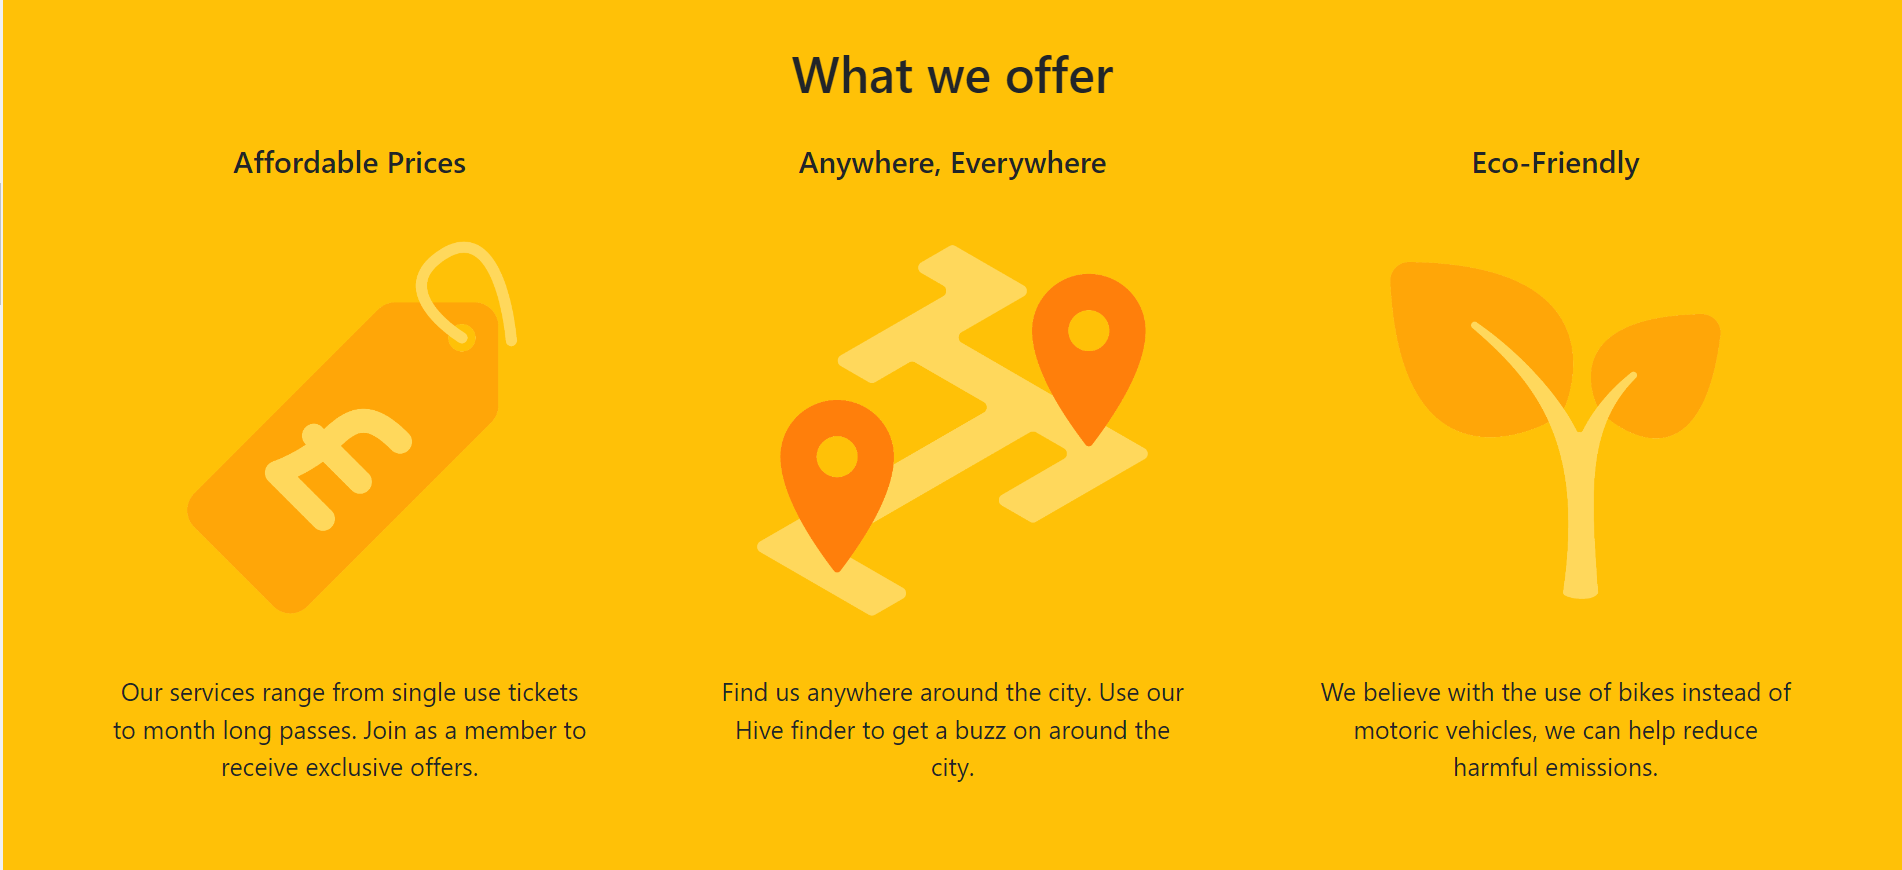 What we offer
Affordable Prices
£
Our services range from single use tickets
to month long passes. Join as a member to
receive exclusive offers.
Anywhere, Everywhere
Find us anywhere around the city. Use our
Hive finder to get a buzz on around the
city.
Eco-Friendly
We believe with the use of bikes instead of
motoric vehicles, we can help reduce
harmful emissions.